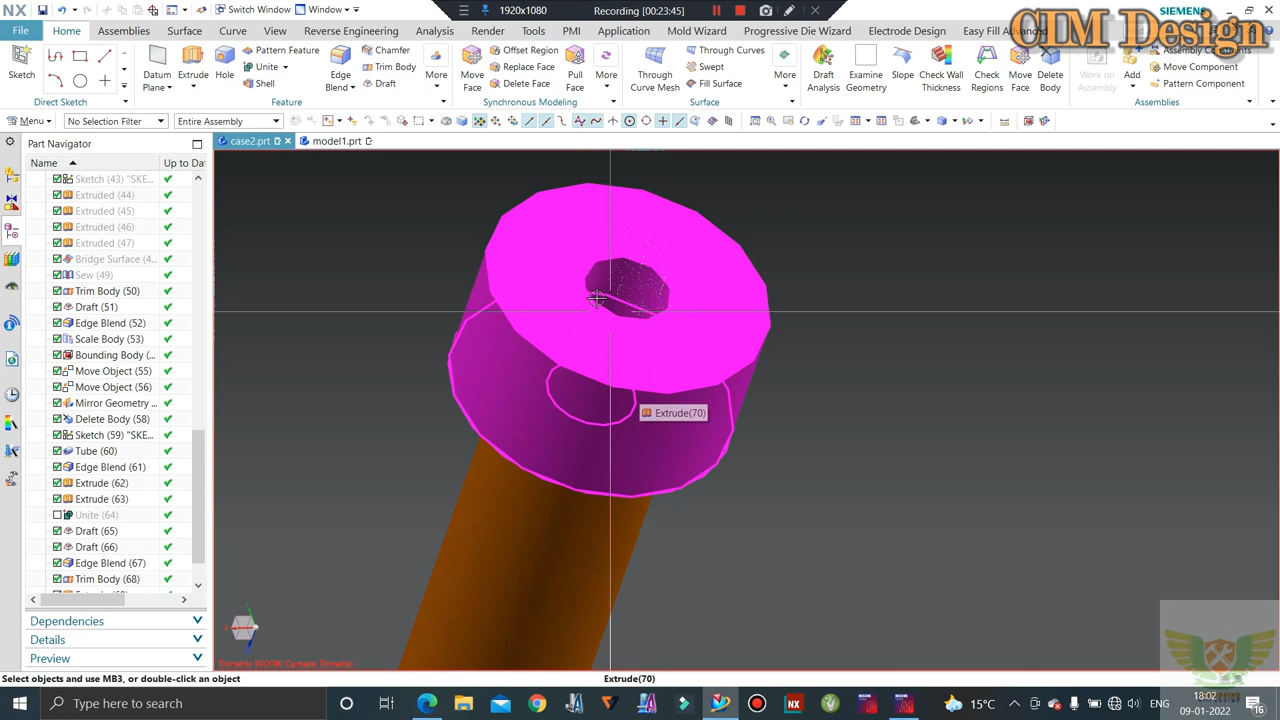 NX
Switch Window
Window
1920x1080
Recording [00:23:45]
SIEMENS
CIM Design
File
Home
Assemblies
Surface
Curve
Reverse Engineering
Analysis
Render
Tools
PMI
Application
Mold Wizard
Progressive Die Wizard
Electrode Design
Easy Fill Advanced
Sketch
Datum Plane
Extrude
Hole
Pattern Feature
Unite
Shell
Edge Blend
Chamfer
Trim Body
Draft
More
Move Face
Offset Region
Replace Face
Delete Face
Pull Face
More
Through Curve Mesh
Through Curves
Swept
Fill Surface
More
Draft Analysis
Examine Geometry
Slope
Check Wall Thickness
Check Regions
Move Face
Delete Body
Work on Assembly
Add
Assembly Constraints
Move Component
Pattern Component
Direct Sketch
Feature
Synchronous Modeling
Surface
Assemblies
Menu
No Selection Filter
Entire Assembly
Part Navigator
case2.prt
model1.prt
Name
Up to Dat
Sketch (43) "SKE...
Extruded (44)
Extruded (45)
Extruded (46)
Extruded (47)
Bridge Surface (4...
Sew (49)
Trim Body (50)
Draft (51)
Edge Blend (52)
Scale Body (53)
Bounding Body (...
Move Object (55)
Move Object (56)
Mirror Geometry ...
Delete Body (58)
Sketch (59) "SKE...
Tube (60)
Edge Blend (61)
Extrude (62)
Extrude (63)
Unite (64)
Draft (65)
Draft (66)
Edge Blend (67)
Trim Body (68)
Dependencies
Details
Preview
Extrude(70)
Select objects and use MB3, or double-click an object
Extrude(70)
Type here to search
15°C
ENG
18:02
09-01-2022
16